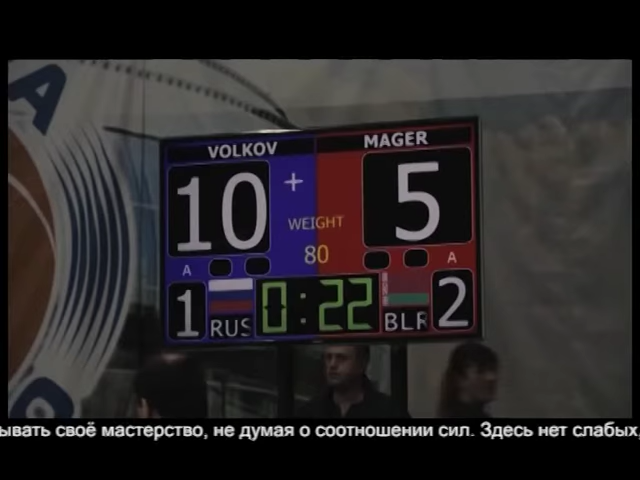 A
VOLKOV MAGER
10 + 5
WEIGHT
80
A A
1 RUS 0:22 BLR 2
ывать своё мастерство, не думая о соотношении сил. Здесь нет слабых,